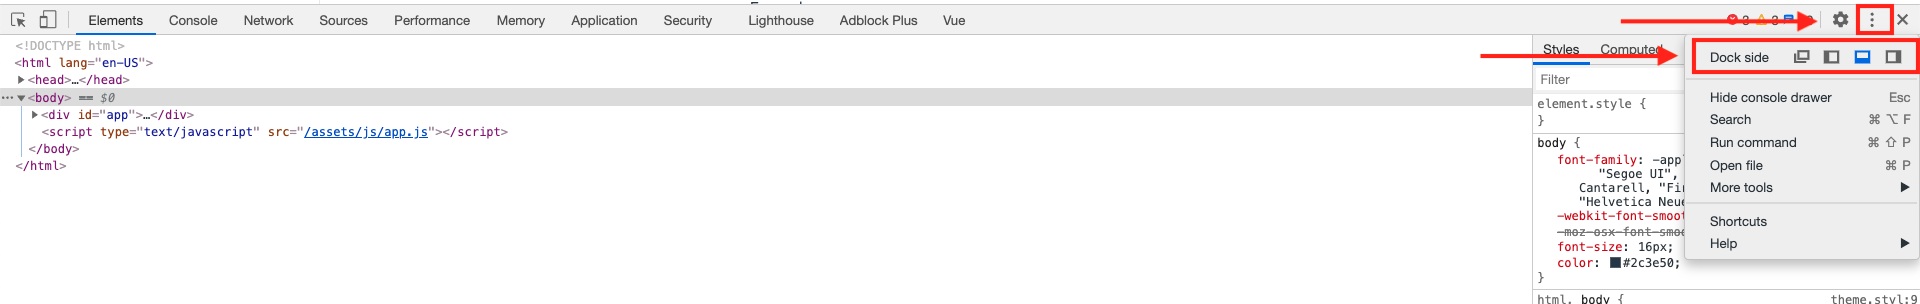 Elements Console Network Sources Performance Memory Application Security Lighthouse Adblock Plus Vue
<!DOCTYPE html>
<html lang="en-US">
<head>…</head>
<body> == $0
<div id="app">…</div>
<script type="text/javascript" src="/assets/js/app.js"></script>
</body>
</html>
Styles Computed
Filter
element.style {
}
body {
font-family: -appl
"Segoe UI",
Cantarell, "Fir
"Helvetica Neue
-webkit-font-smoot
-moz-osx-font-smoo
font-size: 16px;
color: #2c3e50;
}
html, body { theme.styl:9
Dock side
Hide console drawer Esc
Search ⌘ ⌥ F
Run command ⌘ ⇧ P
Open file ⌘ P
More tools
Shortcuts
Help